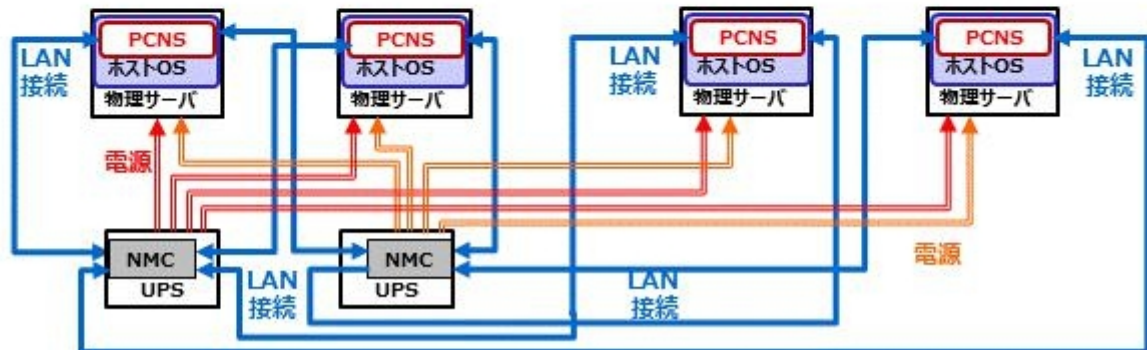 PCNS
ホストOS
物理サーバ
PCNS
ホストOS
物理サーバ
PCNS
ホストOS
物理サーバ
PCNS
ホストOS
物理サーバ
LAN
接続
LAN
接続
LAN
接続
電源
電源
NMC
UPS
NMC
UPS
LAN
接続
LAN
接続